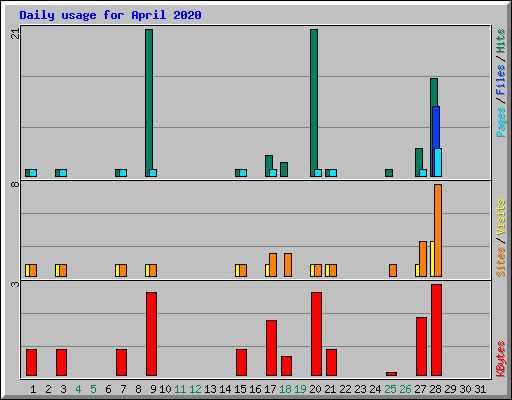 Daily usage for April 2020
21
8
3
Pages / Files / Hits
Sites / Visits
KBytes
1 2 3 4 5 6 7 8 9 10 11 12 13 14 15 16 17 18 19 20 21 22 23 24 25 26 27 28 29 30 31